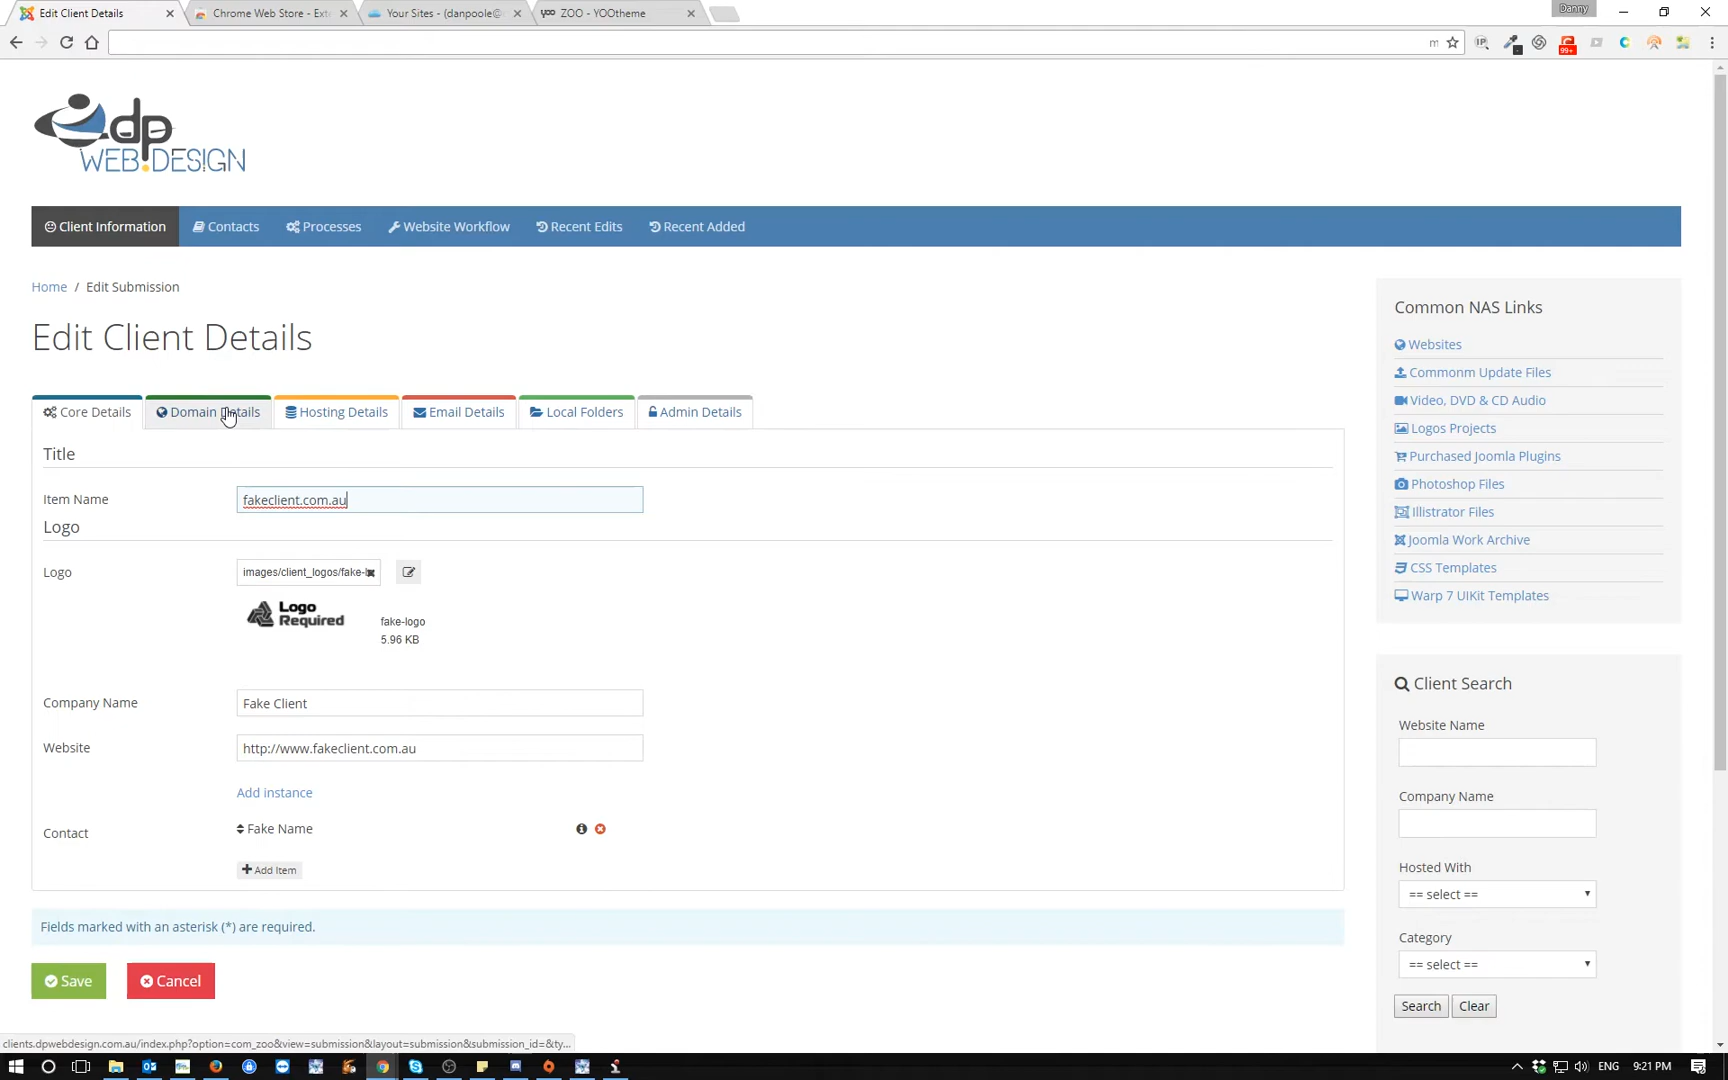 Edit Client Details
Chrome Web Store - Exte
Your Sites - (danpoole@
ZOO - YOOtheme
Danny
dp
WEB DESIGN
Client Information
Contacts
Processes
Website Workflow
Recent Edits
Recent Added
Home / Edit Submission
Edit Client Details
Core Details
Domain Details
Hosting Details
Email Details
Local Folders
Admin Details
Title
Item Name
fakeclient.com.au
Logo
Logo
images/client_logos/fake-l
Logo
Required
fake-logo
5.96 KB
Company Name
Fake Client
Website
http://www.fakeclient.com.au
Add instance
Contact
Fake Name
Add Item
Fields marked with an asterisk (*) are required.
Save
Cancel
Common NAS Links
Websites
Commonm Update Files
Video, DVD & CD Audio
Logos Projects
Purchased Joomla Plugins
Photoshop Files
Illistrator Files
Joomla Work Archive
CSS Templates
Warp 7 UIKit Templates
Client Search
Website Name
Company Name
Hosted With
== select ==
Category
== select ==
Search
Clear
clients.dpwebdesign.com.au/index.php?option=com_zoo&view=submission&layout=submission&submission_id=&ty...
ENG
9:21 PM